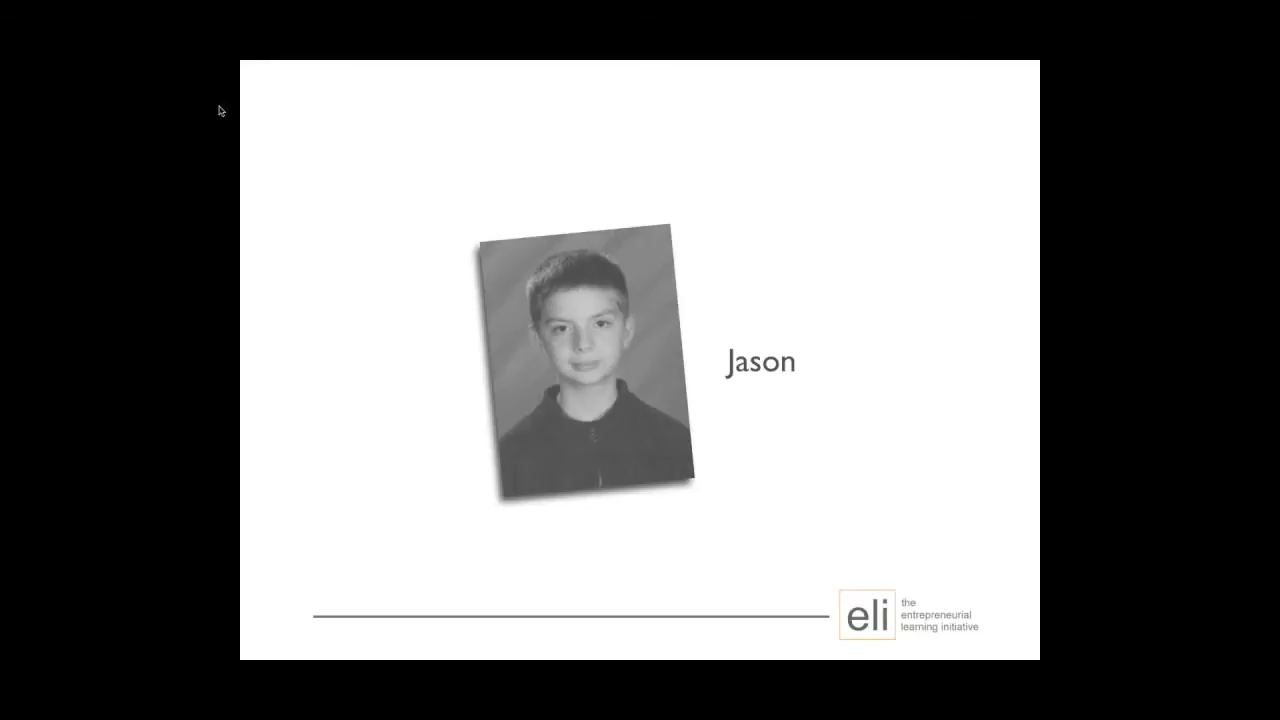 Jason
eli
the
entrepreneurial
learning initiative